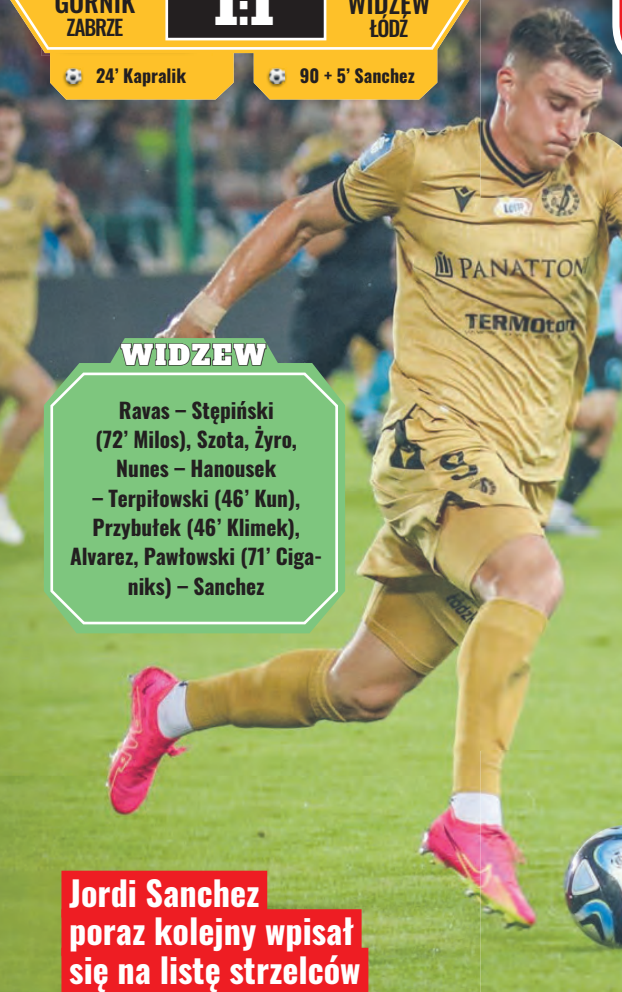 GÓRNIK
ZABRZE
1:1
WIDZEW
ŁÓDŹ
24’ Kapralik
90 + 5’ Sanchez
LOTTO
PANATTON
TERMOton
WIDZEW
Ravas – Stępiński
(72’ Milos), Szota, Żyro,
Nunes – Hanousek
– Terpiłowski (46’ Kun),
Przybułek (46’ Klimek),
Alvarez, Pawłowski (71’ Ciga-
niks) – Sanchez
Jordi Sanchez
poraz kolejny wpisał
się na listę strzelców